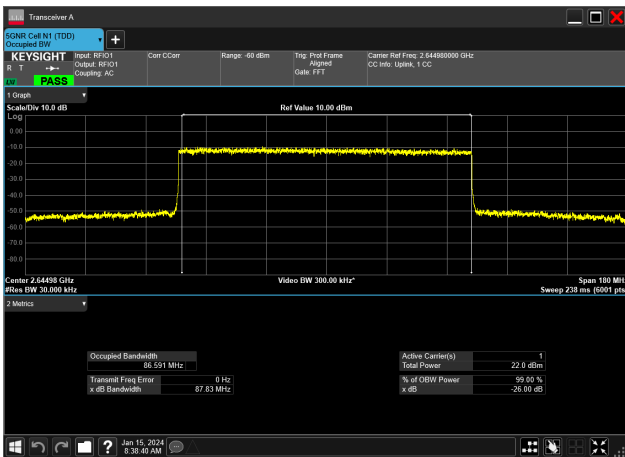 Transceiver A
5GNR Cell N1 (TDD)
Occupied BW
+
KEYSIGHT
R T
LNI
PASS
Input: RFIO1
Output: RFIO1
Coupling: AC
Corr CCorr
Range: -60 dBm
Trig: Prot Frame
Aligned
Gate: FFT
Carrier Ref Freq: 2.644980000 GHz
CC Info: Uplink, 1 CC
1 Graph
Scale/Div 10.0 dB
Ref Value 10.00 dBm
Log
0.00
-10.0
-20.0
-30.0
-40.0
-50.0
-60.0
-70.0
-80.0
Center 2.64498 GHz
Video BW 300.00 kHz*
Span 180 MHz
#Res BW 30.000 kHz
Sweep 238 ms (6001 pts
2 Metrics
Occupied Bandwidth
86.591 MHz
Transmit Freq Error 0 Hz
x dB Bandwidth 87.83 MHz
Active Carrier(s) 1
Total Power 22.0 dBm
% of OBW Power 99.00 %
x dB -26.00 dB
?
Jan 15, 2024
8:38:40 AM